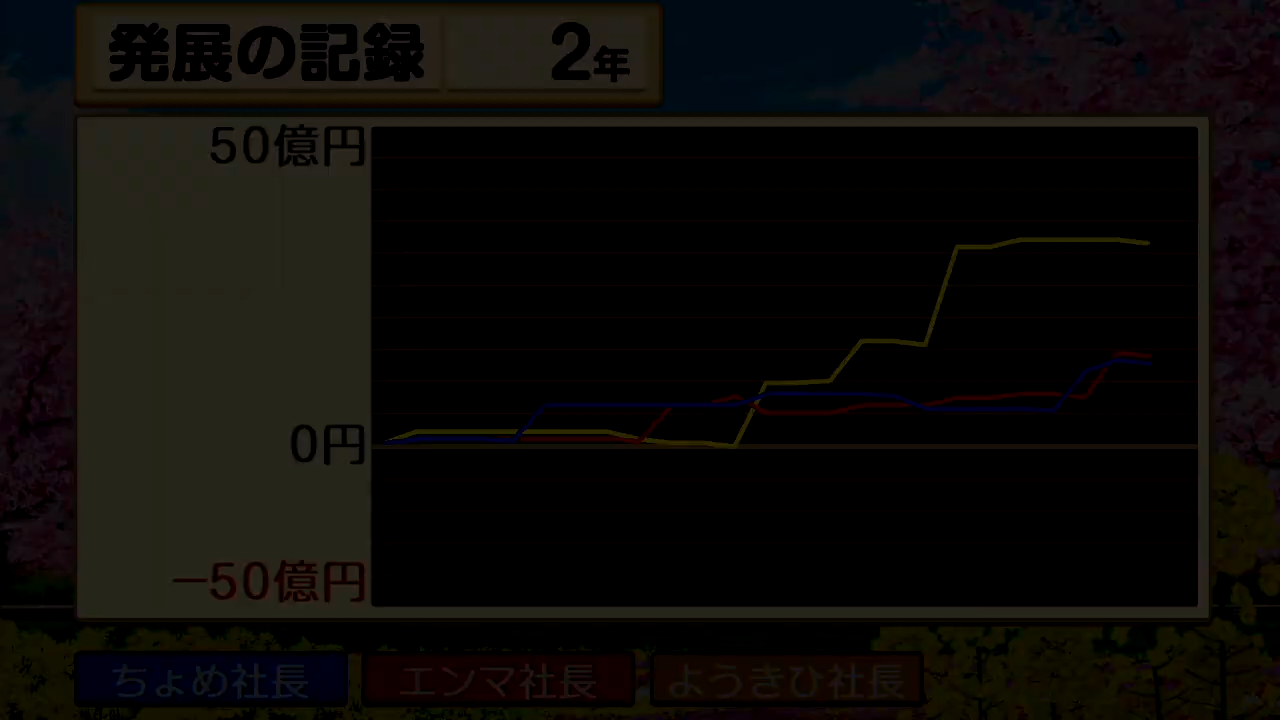 発展の記録 2年
50億円
0円
−50億円
ちょめ社長 エンマ社長 ようきひ社長